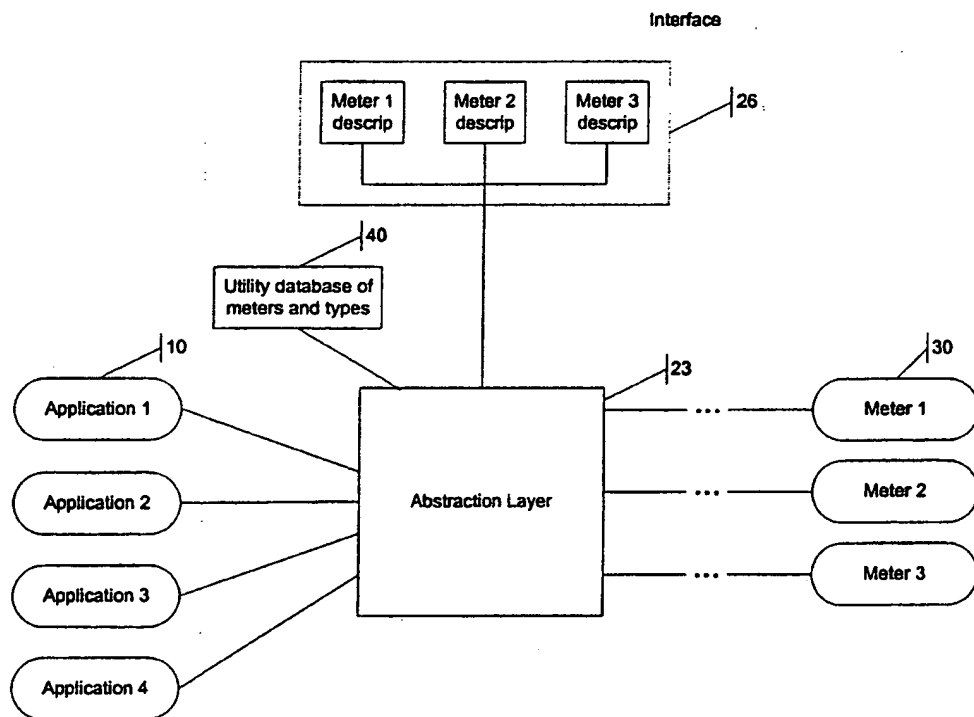 Interface
Meter 1
descrip
Meter 2
descrip
Meter 3
descrip
26
40
Utility database of
meters and types
10
23
30
Application 1
Meter 1
Application 2
Abstraction Layer
Meter 2
Application 3
Meter 3
Application 4